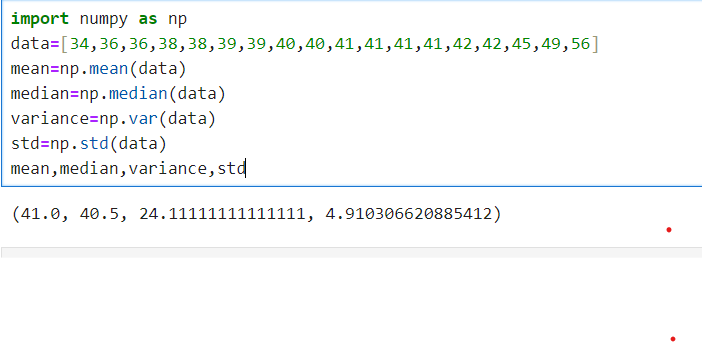 import numpy as np
data=[34,36,36,38,38,39,39,40,40,41,41,41,41,42,42,45,49,56]
mean=np.mean(data)
median=np.median(data)
variance=np.var(data)
std=np.std(data)
mean,median,variance,std
(41.0, 40.5, 24.11111111111111, 4.910306620885412)